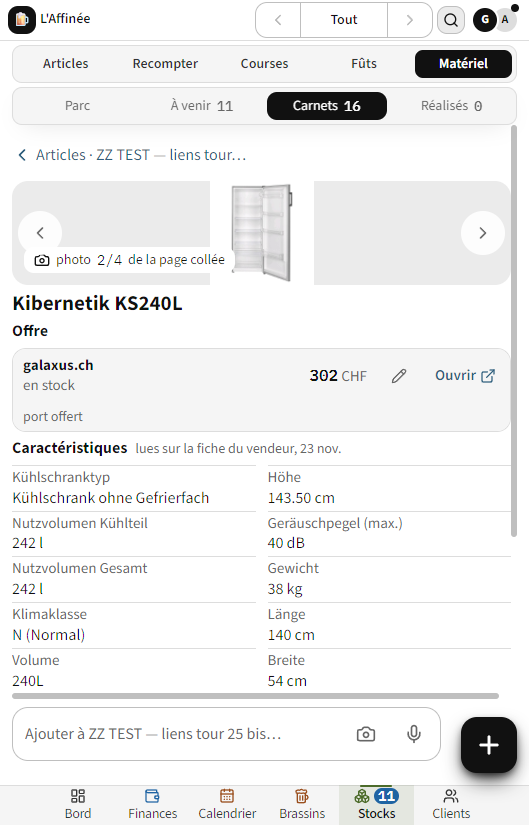 L'Affinée
Tout
G
A
Articles
Recompter
Courses
Fûts
Matériel
Parc
À venir 11
Carnets 16
Réalisés 0
Articles · ZZ TEST — liens tour…
photo 2/4 de la page collée
Kibernetik KS240L
Offre
galaxus.ch
en stock
302 CHF
Ouvrir
port offert
Caractéristiques lues sur la fiche du vendeur, 23 nov.
Kühlschranktyp
Kühlschrank ohne Gefrierfach
Höhe
143.50 cm
Nutzvolumen Kühlteil
242 l
Geräuschpegel (max.)
40 dB
Nutzvolumen Gesamt
242 l
Gewicht
38 kg
Klimaklasse
N (Normal)
Länge
140 cm
Volume
240L
Breite
54 cm
Ajouter à ZZ TEST — liens tour 25 bis…
Bord
Finances
Calendrier
Brassins
11
Stocks
Clients